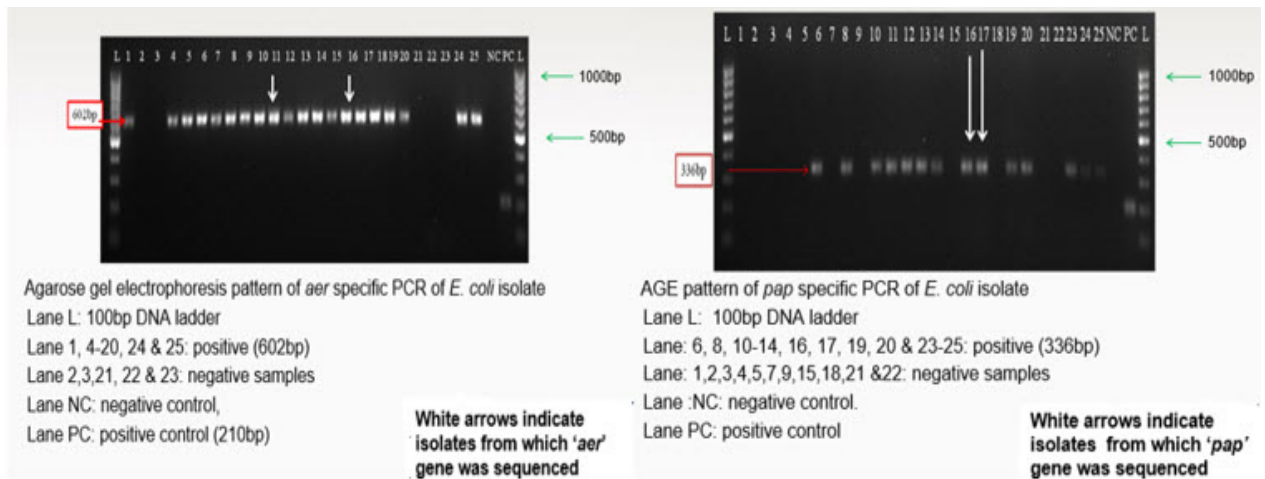 L 1 2 3 4 5 6 7 8 9 10 11 12 13 14 15 16 17 18 19 20 21 22 23 24 25 NC PC L
1000bp
602bp
500bp
Agarose gel electrophoresis pattern of aer specific PCR of E. coli isolate
Lane L: 100bp DNA ladder
Lane 1, 4-20, 24 & 25: positive (602bp)
Lane 2,3,21, 22 & 23: negative samples
Lane NC: negative control,
Lane PC: positive control (210bp)
White arrows indicate
isolates from which ‘aer’
gene was sequenced
L 1 2 3 4 5 6 7 8 9 10 11 12 13 14 15 16 17 18 19 20 21 22 23 24 25 NC PC L
1000bp
500bp
336bp
AGE pattern of pap specific PCR of E. coli isolate
Lane L: 100bp DNA ladder
Lane: 6, 8, 10-14, 16, 17, 19, 20 & 23-25: positive (336bp)
Lane: 1,2,3,4,5,7,9,15,18,21 &22: negative samples
Lane :NC: negative control.
Lane PC: positive control
White arrows indicate
isolates from which ‘pap’
gene was sequenced